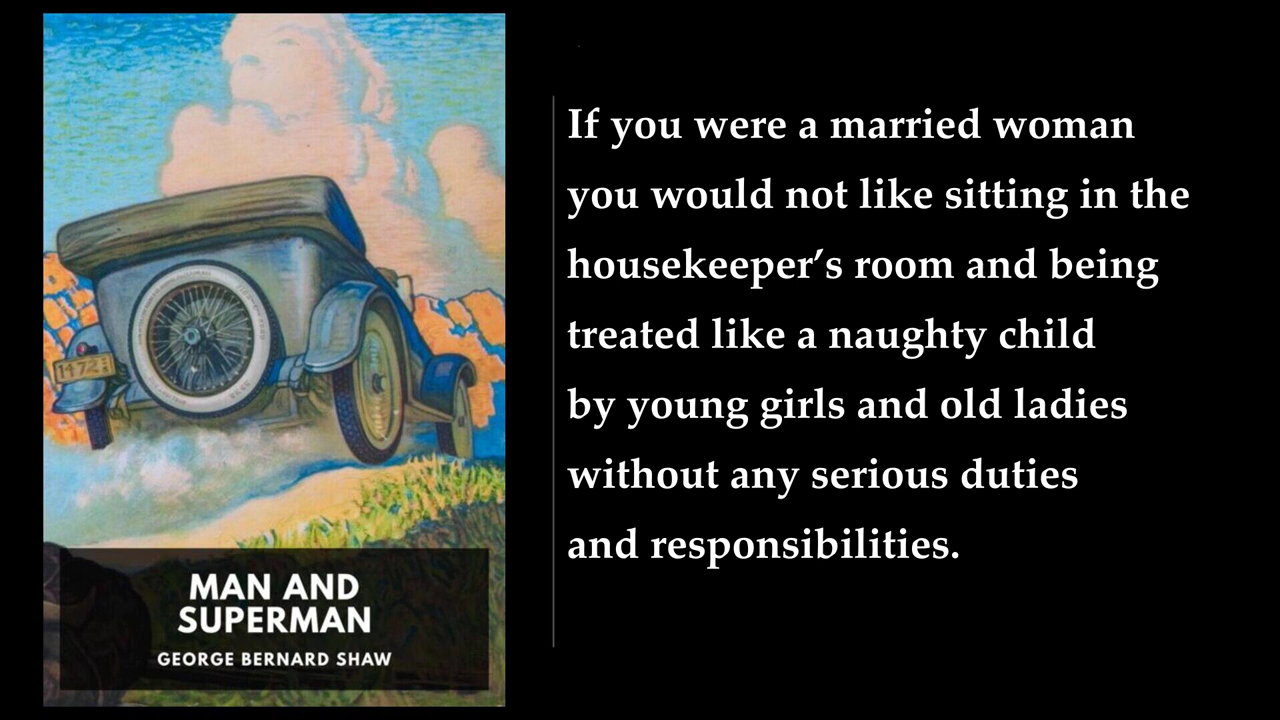 If you were a married woman
you would not like sitting in the
housekeeper’s room and being
treated like a naughty child
by young girls and old ladies
without any serious duties
and responsibilities.
1472
MAN AND
SUPERMAN
GEORGE BERNARD SHAW